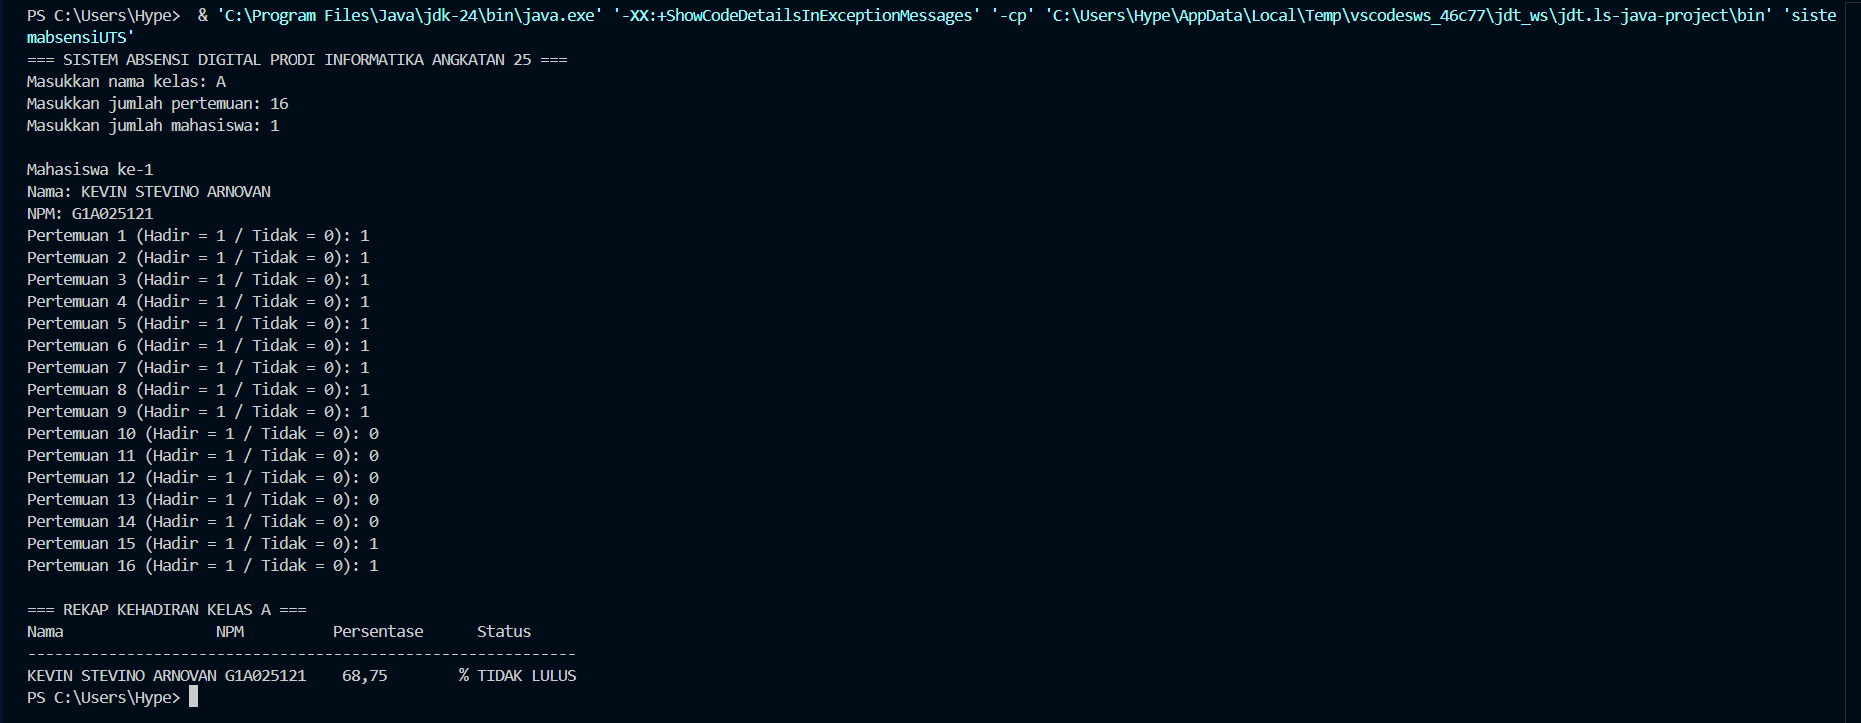 PS C:\Users\Hype>  & 'C:\Program Files\Java\jdk-24\bin\java.exe' '-XX:+ShowCodeDetailsInExceptionMessages' '-cp' 'C:\Users\Hype\AppData\Local\Temp\vscodesws_46c77\jdt_ws\jdt.ls-java-project\bin' 'siste
mabsensiUTS'
=== SISTEM ABSENSI DIGITAL PRODI INFORMATIKA ANGKATAN 25 ===
Masukkan nama kelas: A
Masukkan jumlah pertemuan: 16
Masukkan jumlah mahasiswa: 1
Mahasiswa ke-1
Nama: KEVIN STEVINO ARNOVAN
NPM: G1A025121
Pertemuan 1 (Hadir = 1 / Tidak = 0): 1
Pertemuan 2 (Hadir = 1 / Tidak = 0): 1
Pertemuan 3 (Hadir = 1 / Tidak = 0): 1
Pertemuan 4 (Hadir = 1 / Tidak = 0): 1
Pertemuan 5 (Hadir = 1 / Tidak = 0): 1
Pertemuan 6 (Hadir = 1 / Tidak = 0): 1
Pertemuan 7 (Hadir = 1 / Tidak = 0): 1
Pertemuan 8 (Hadir = 1 / Tidak = 0): 1
Pertemuan 9 (Hadir = 1 / Tidak = 0): 1
Pertemuan 10 (Hadir = 1 / Tidak = 0): 0
Pertemuan 11 (Hadir = 1 / Tidak = 0): 0
Pertemuan 12 (Hadir = 1 / Tidak = 0): 0
Pertemuan 13 (Hadir = 1 / Tidak = 0): 0
Pertemuan 14 (Hadir = 1 / Tidak = 0): 0
Pertemuan 15 (Hadir = 1 / Tidak = 0): 1
Pertemuan 16 (Hadir = 1 / Tidak = 0): 1
=== REKAP KEHADIRAN KELAS A ===
Nama                 NPM          Persentase      Status
-------------------------------------------------------------
KEVIN STEVINO ARNOVAN G1A025121    68,75        % TIDAK LULUS
PS C:\Users\Hype>